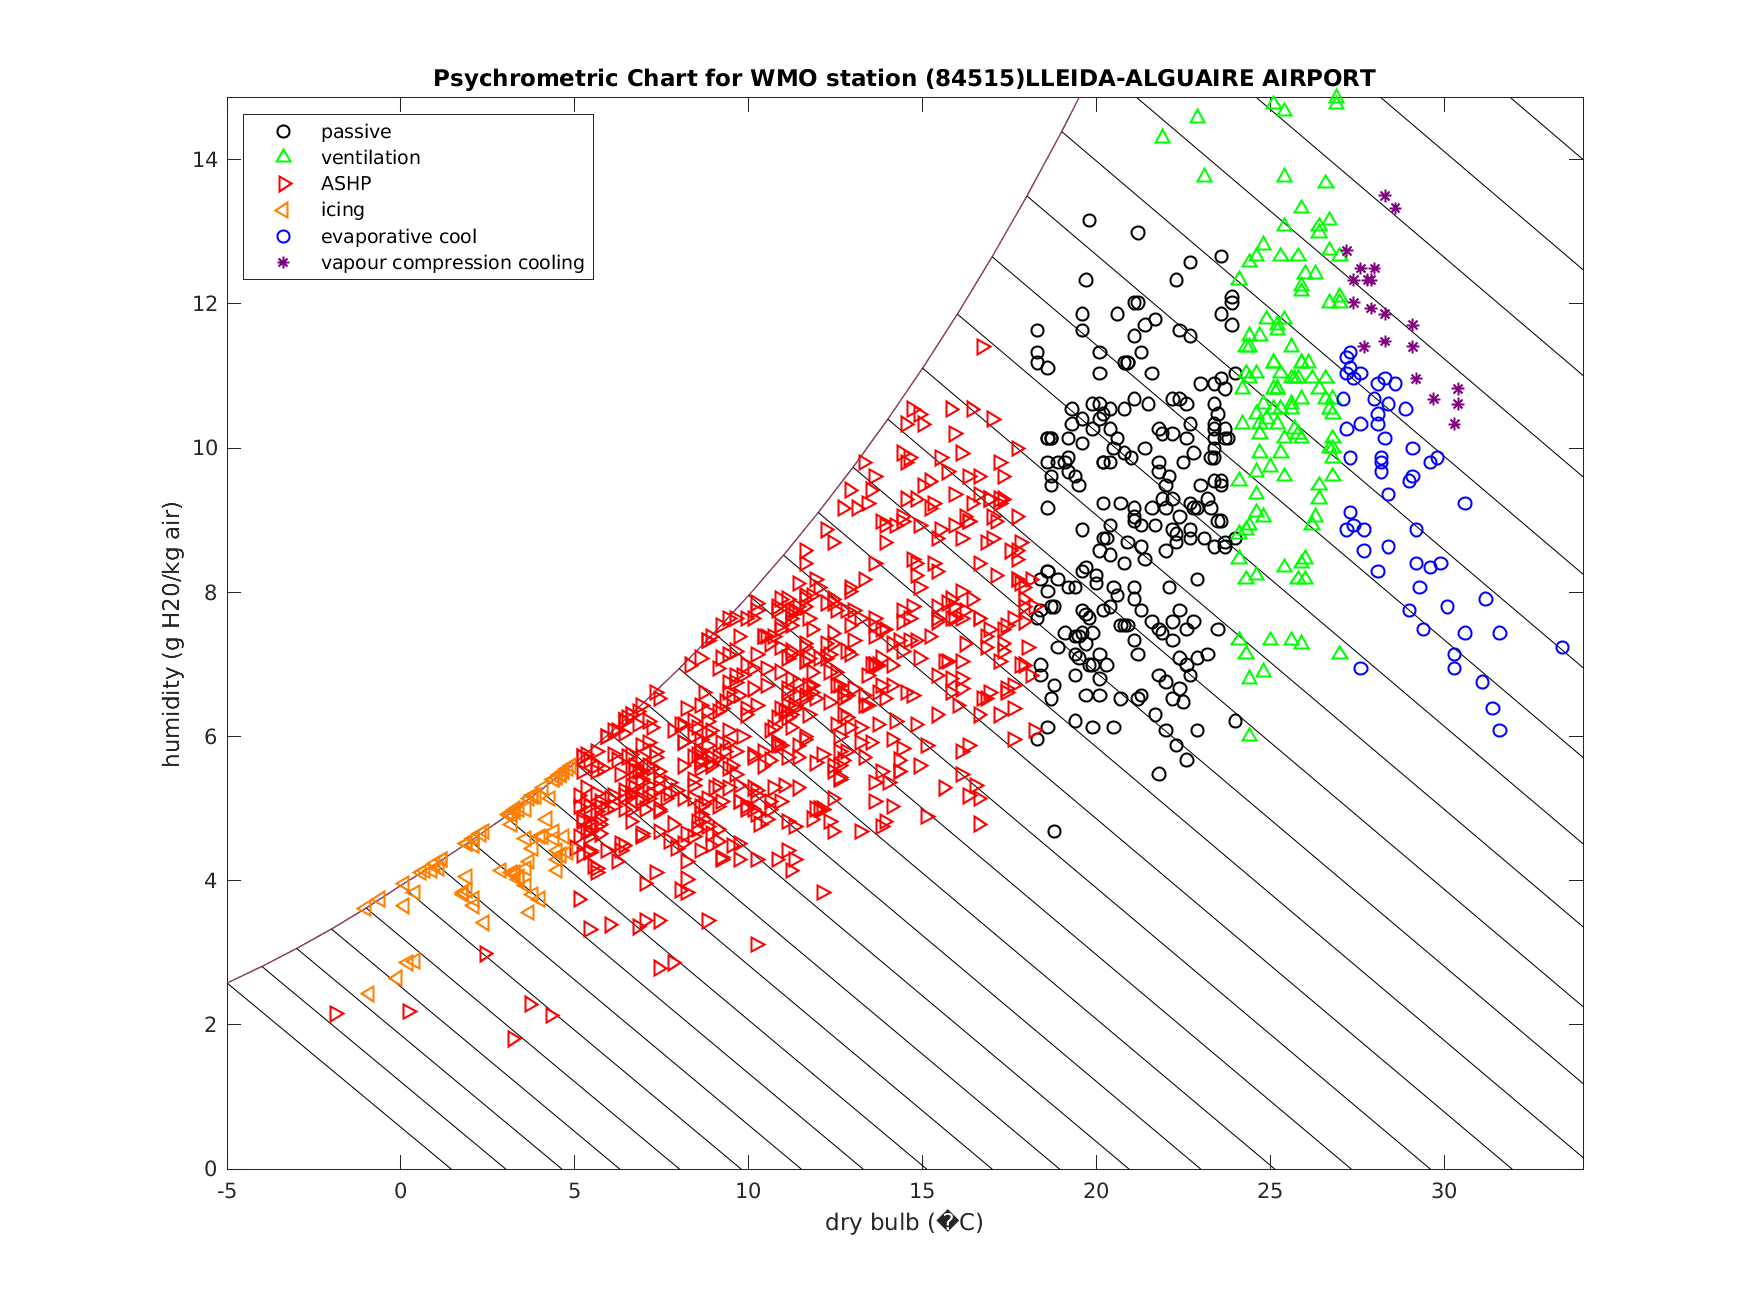 Psychrometric Chart for WMO station (84515)LLEIDA-ALGUAIRE AIRPORT
passive
ventilation
ASHP
icing
evaporative cool
vapour compression cooling
humidity (g H20/kg air)
14
12
10
8
6
4
2
0
-5 0 5 10 15 20 25 30
dry bulb (�C)